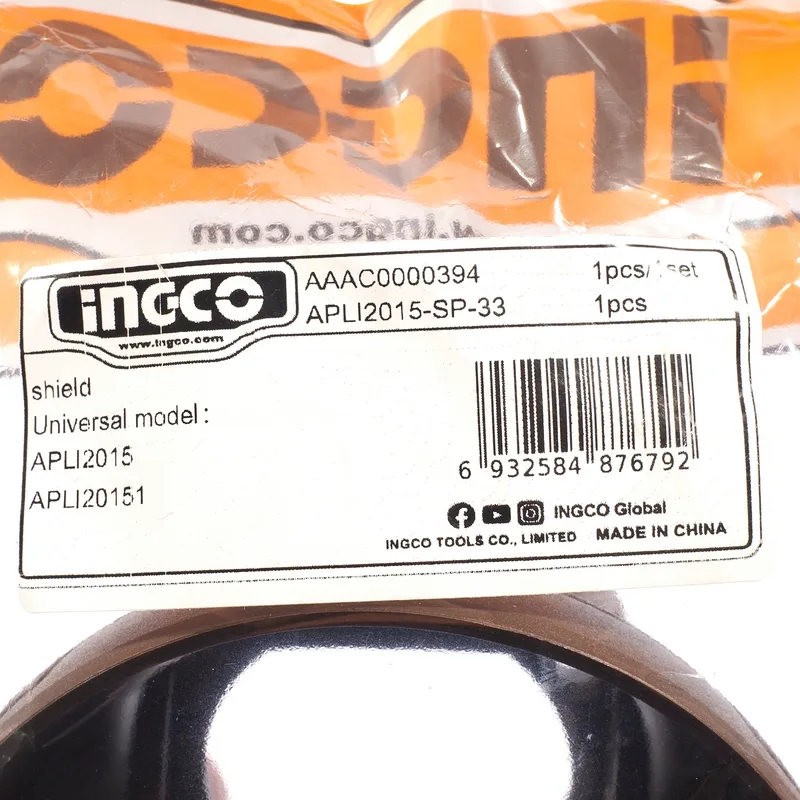 INGCO
w.ingco.com
INGCO
www.ingco.com
AAAC0000394 1pcs/1set
APLI2015-SP-33 1pcs
shield
Universal model:
APLI2015
APLI20151
6 932584 876792
INGCO Global
INGCO TOOLS CO., LIMITED MADE IN CHINA